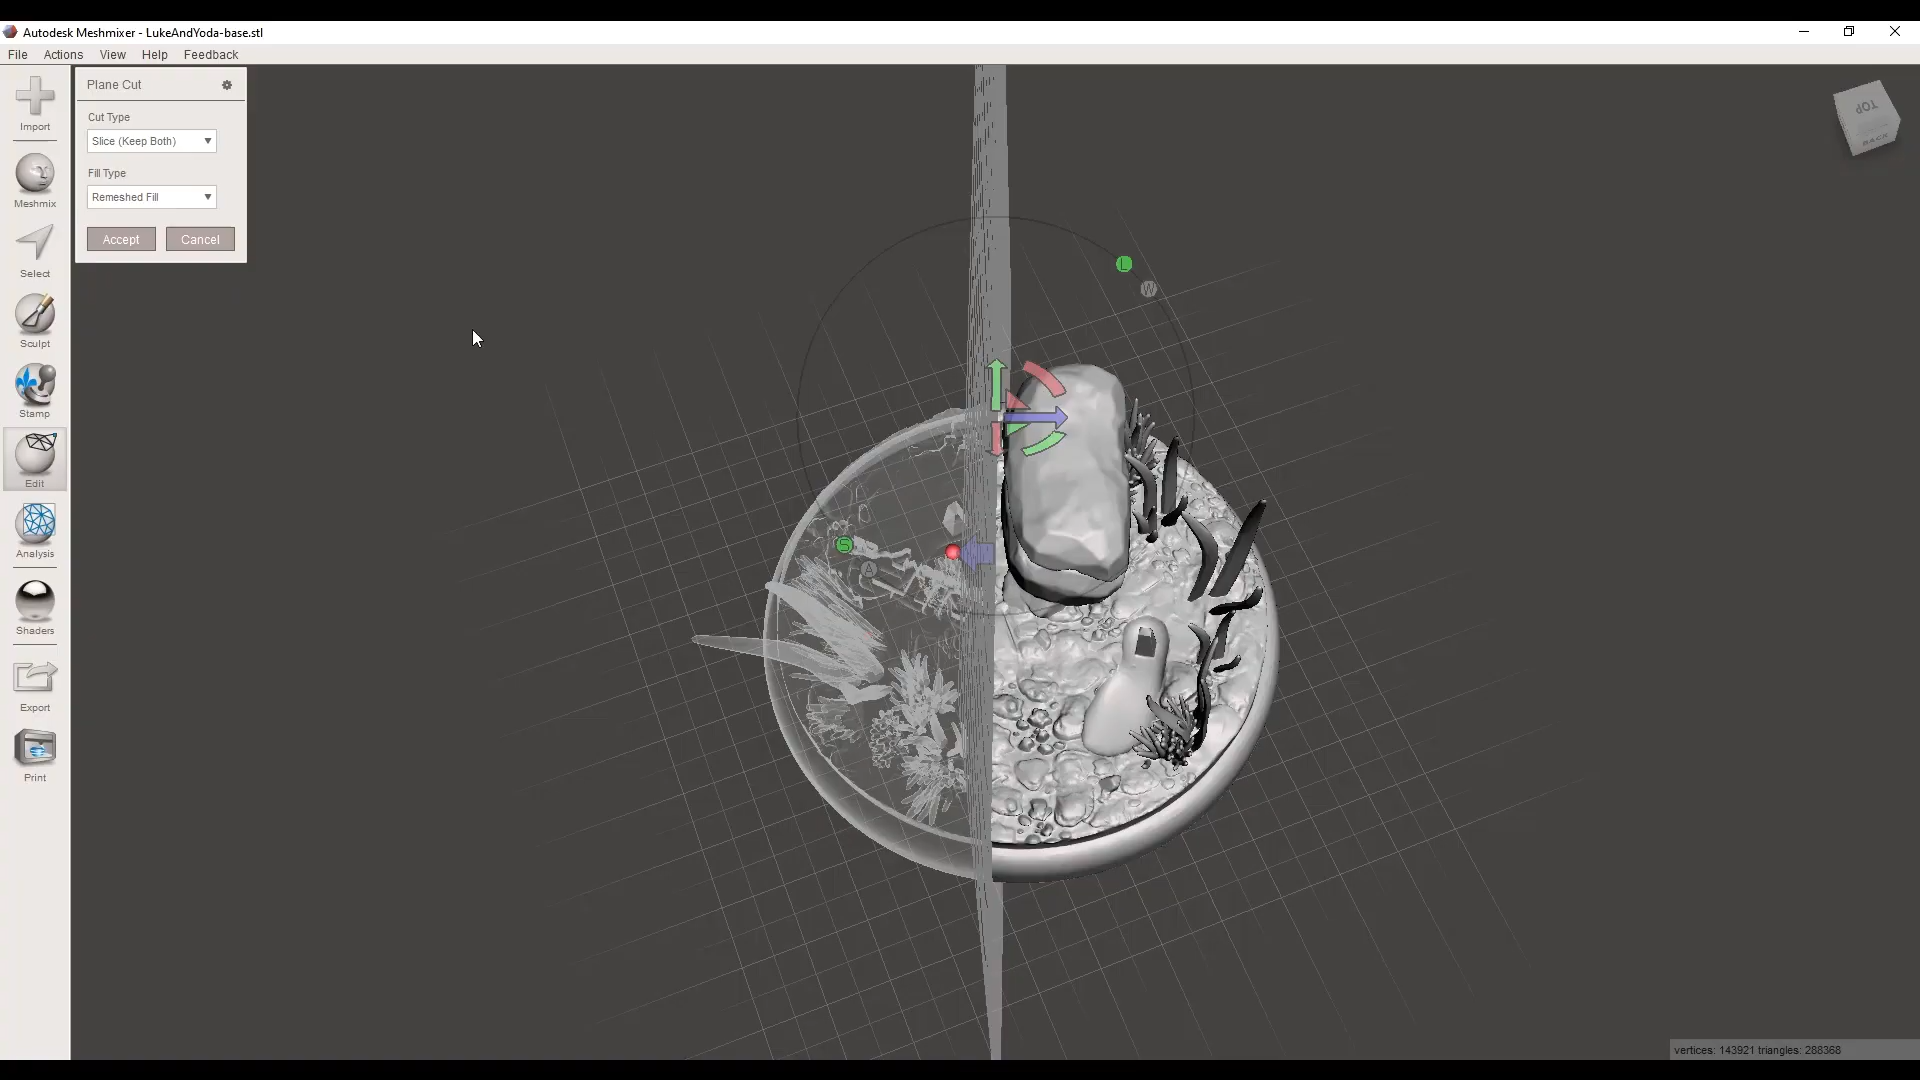 Autodesk Meshmixer - LukeAndYoda-base.stl
File Actions View Help Feedback
Plane Cut
Cut Type
Slice (Keep Both)
Fill Type
Remeshed Fill
Accept Cancel
Import
Meshmix
Select
Sculpt
Stamp
Edit
Analysis
Shaders
Export
Print
TOP
BACK
L
W
S
A
vertices: 143921 triangles: 288368